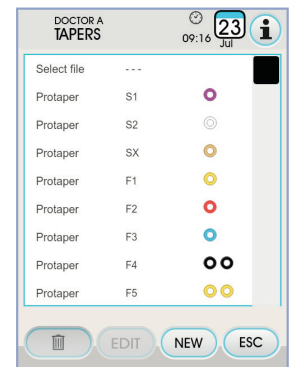 DOCTOR A
TAPERS
09:16
23
Jul
i
Select file ---
Protaper S1
Protaper S2
Protaper SX
Protaper F1
Protaper F2
Protaper F3
Protaper F4
Protaper F5
EDIT NEW ESC